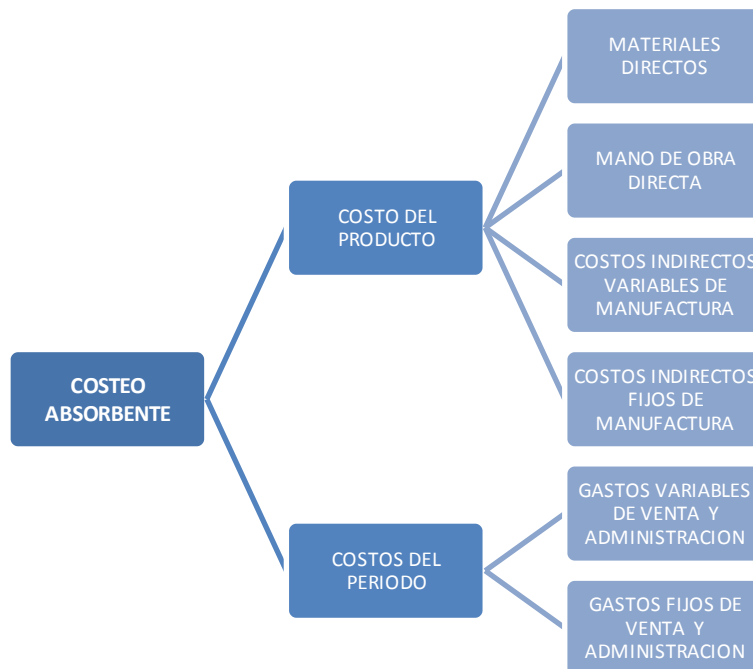 MATERIALES
DIRECTOS
MANO DE OBRA
DIRECTA
COSTO DEL
PRODUCTO
COSTOS INDIRECTOS
VARIABLES DE
MANUFACTURA
COSTEO
ABSORBENTE
COSTOS INDIRECTOS
FIJOS DE
MANUFACTURA
GASTOS VARIABLES
DE VENTA Y
ADMINISTRACION
COSTOS DEL
PERIODO
GASTOS FIJOS DE
VENTA Y
ADMINISTRACION